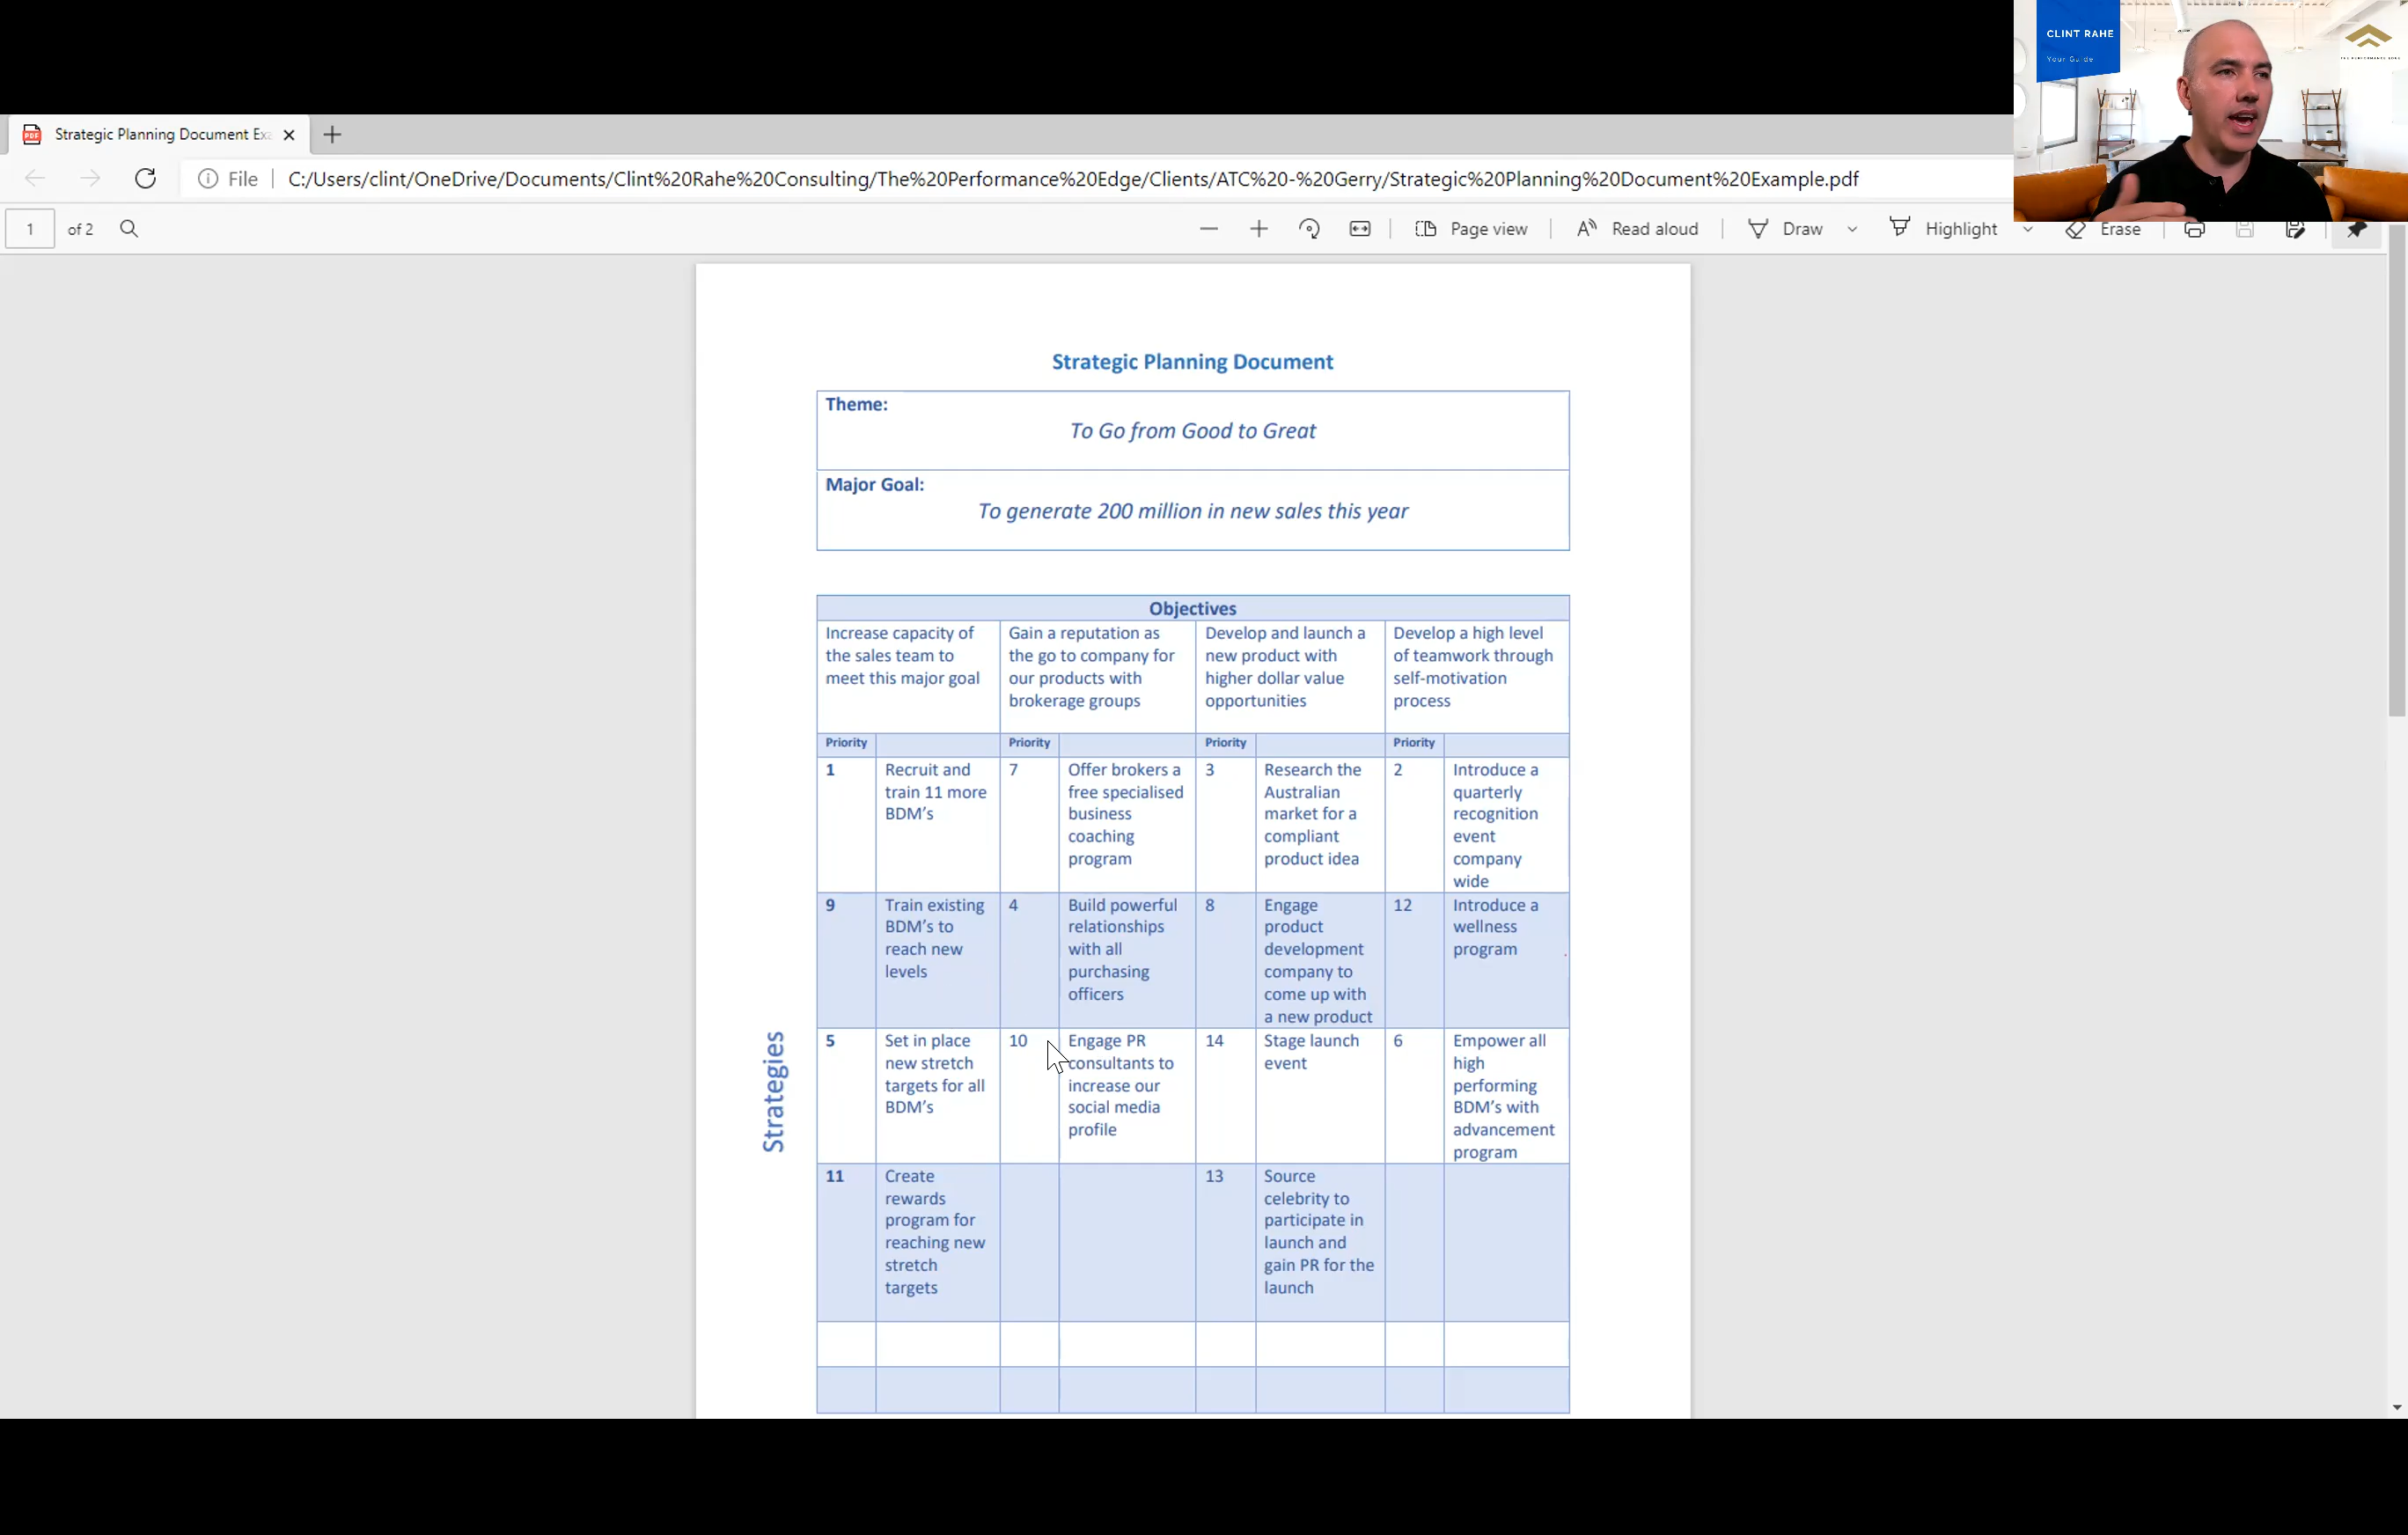 CLINT RAHE
Your Guide
Strategic Planning Document Ex
File
C:/Users/clint/OneDrive/Documents/Clint%20Rahe%20Consulting/The%20Performance%20Edge/Clients/ATC%20-%20Gerry/Strategic%20Planning%20Document%20Example.pdf
1 of 2
Page view
Read aloud
Draw
Highlight
Erase
Strategic Planning Document
Theme:
To Go from Good to Great
Major Goal:
To generate 200 million in new sales this year
Objectives
Increase capacity of
the sales team to
meet this major goal
Gain a reputation as
the go to company for
our products with
brokerage groups
Develop and launch a
new product with
higher dollar value
opportunities
Develop a high level
of teamwork through
self-motivation
process
Priority
Priority
Priority
Priority
Strategies
1
Recruit and
train 11 more
BDM's
7
Offer brokers a
free specialised
business
coaching
program
3
Research the
Australian
market for a
compliant
product idea
2
Introduce a
quarterly
recognition
event
company
wide
9
Train existing
BDM's to
reach new
levels
4
Build powerful
relationships
with all
purchasing
officers
8
Engage
product
development
company to
come up with
a new product
12
Introduce a
wellness
program
5
Set in place
new stretch
targets for all
BDM's
10
Engage PR
consultants to
increase our
social media
profile
14
Stage launch
event
6
Empower all
high
performing
BDM's with
advancement
program
11
Create
rewards
program for
reaching new
stretch
targets
13
Source
celebrity to
participate in
launch and
gain PR for the
launch